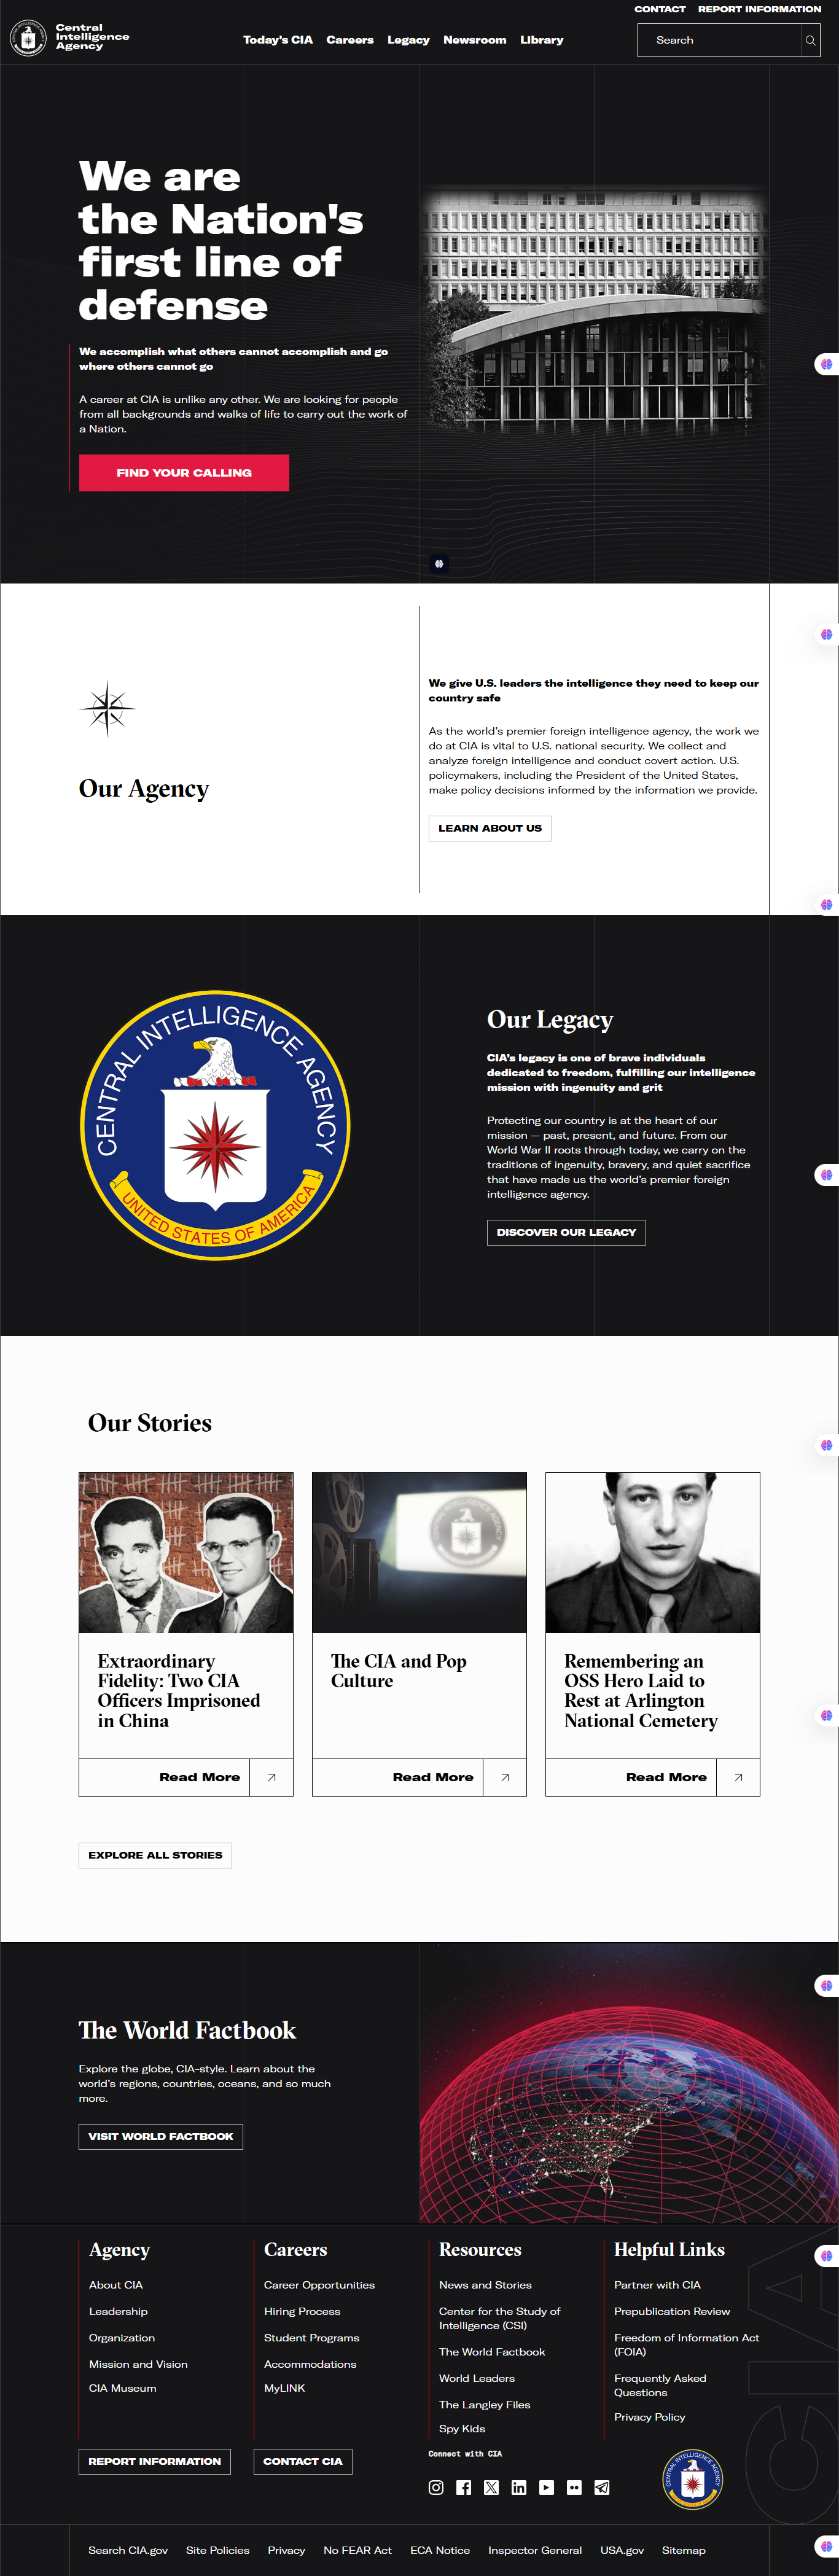 CONTACT REPORT INFORMATION
Central
Intelligence
Agency
Today's CIA Careers Legacy Newsroom Library
Search
We are
the Nation's
first line of
defense
We accomplish what others cannot accomplish and go
where others cannot go
A career at CIA is unlike any other. We are looking for people
from all backgrounds and walks of life to carry out the work of
a Nation.
FIND YOUR CALLING
Our Agency
We give U.S. leaders the intelligence they need to keep our
country safe
As the world's premier foreign intelligence agency, the work we
do at CIA is vital to U.S. national security. We collect and
analyze foreign intelligence and conduct covert action. U.S.
policymakers, including the President of the United States,
make policy decisions informed by the information we provide.
LEARN ABOUT US
CENTRAL INTELLIGENCE AGENCY
UNITED STATES OF AMERICA
Our Legacy
CIA's legacy is one of brave individuals
dedicated to freedom, fulfilling our intelligence
mission with ingenuity and grit
Protecting our country is at the heart of our
mission — past, present, and future. From our
World War II roots through today, we carry on the
traditions of ingenuity, bravery, and quiet sacrifice
that have made us the world's premier foreign
intelligence agency.
DISCOVER OUR LEGACY
Our Stories
Extraordinary
Fidelity: Two CIA
Officers Imprisoned
in China
Read More
The CIA and Pop
Culture
Read More
Remembering an
OSS Hero Laid to
Rest at Arlington
National Cemetery
Read More
EXPLORE ALL STORIES
The World Factbook
Explore the globe, CIA-style. Learn about the
world's regions, countries, oceans, and so much
more.
VISIT WORLD FACTBOOK
Agency
About CIA
Leadership
Organization
Mission and Vision
CIA Museum
REPORT INFORMATION
Careers
Career Opportunities
Hiring Process
Student Programs
Accommodations
MyLINK
CONTACT CIA
Resources
News and Stories
Center for the Study of
Intelligence (CSI)
The World Factbook
World Leaders
The Langley Files
Spy Kids
Connect with CIA
Helpful Links
Partner with CIA
Prepublication Review
Freedom of Information Act
(FOIA)
Frequently Asked
Questions
Privacy Policy
CENTRAL INTELLIGENCE AGENCY
CIA
Search CIA.gov Site Policies Privacy No FEAR Act ECA Notice Inspector General USA.gov Sitemap